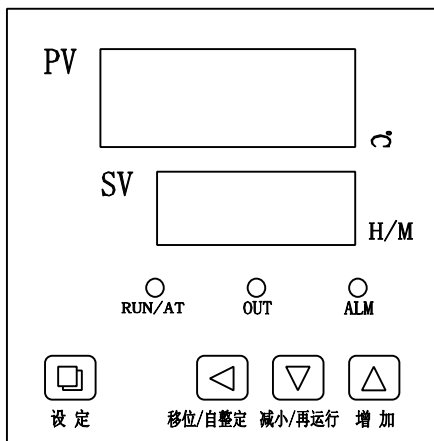 PV
℃
SV
H/M
RUN/AT OUT ALM
设定 移位/自整定 减小/再运行 增加